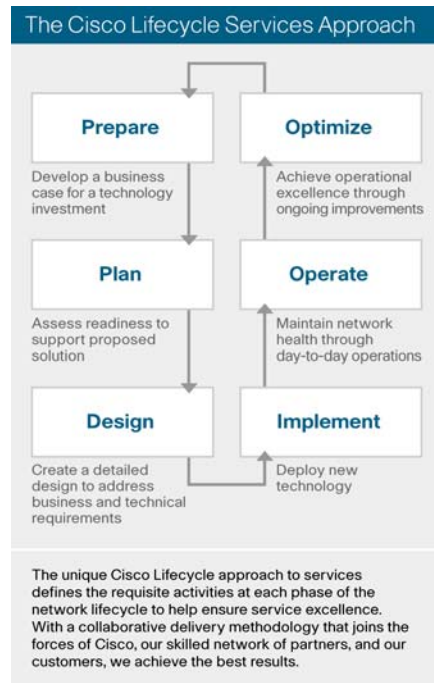 The Cisco Lifecycle Services Approach
Prepare
Develop a business
case for a technology
investment
Plan
Assess readiness to
support proposed
solution
Design
Create a detailed
design to address
business and technical
requirements
Implement
Deploy new
technology
Operate
Maintain network
health through
day-to-day operations
Optimize
Achieve operational
excellence through
ongoing improvements
The unique Cisco Lifecycle approach to services
defines the requisite activities at each phase of the
network lifecycle to help ensure service excellence.
With a collaborative delivery methodology that joins the
forces of Cisco, our skilled network of partners, and our
customers, we achieve the best results.